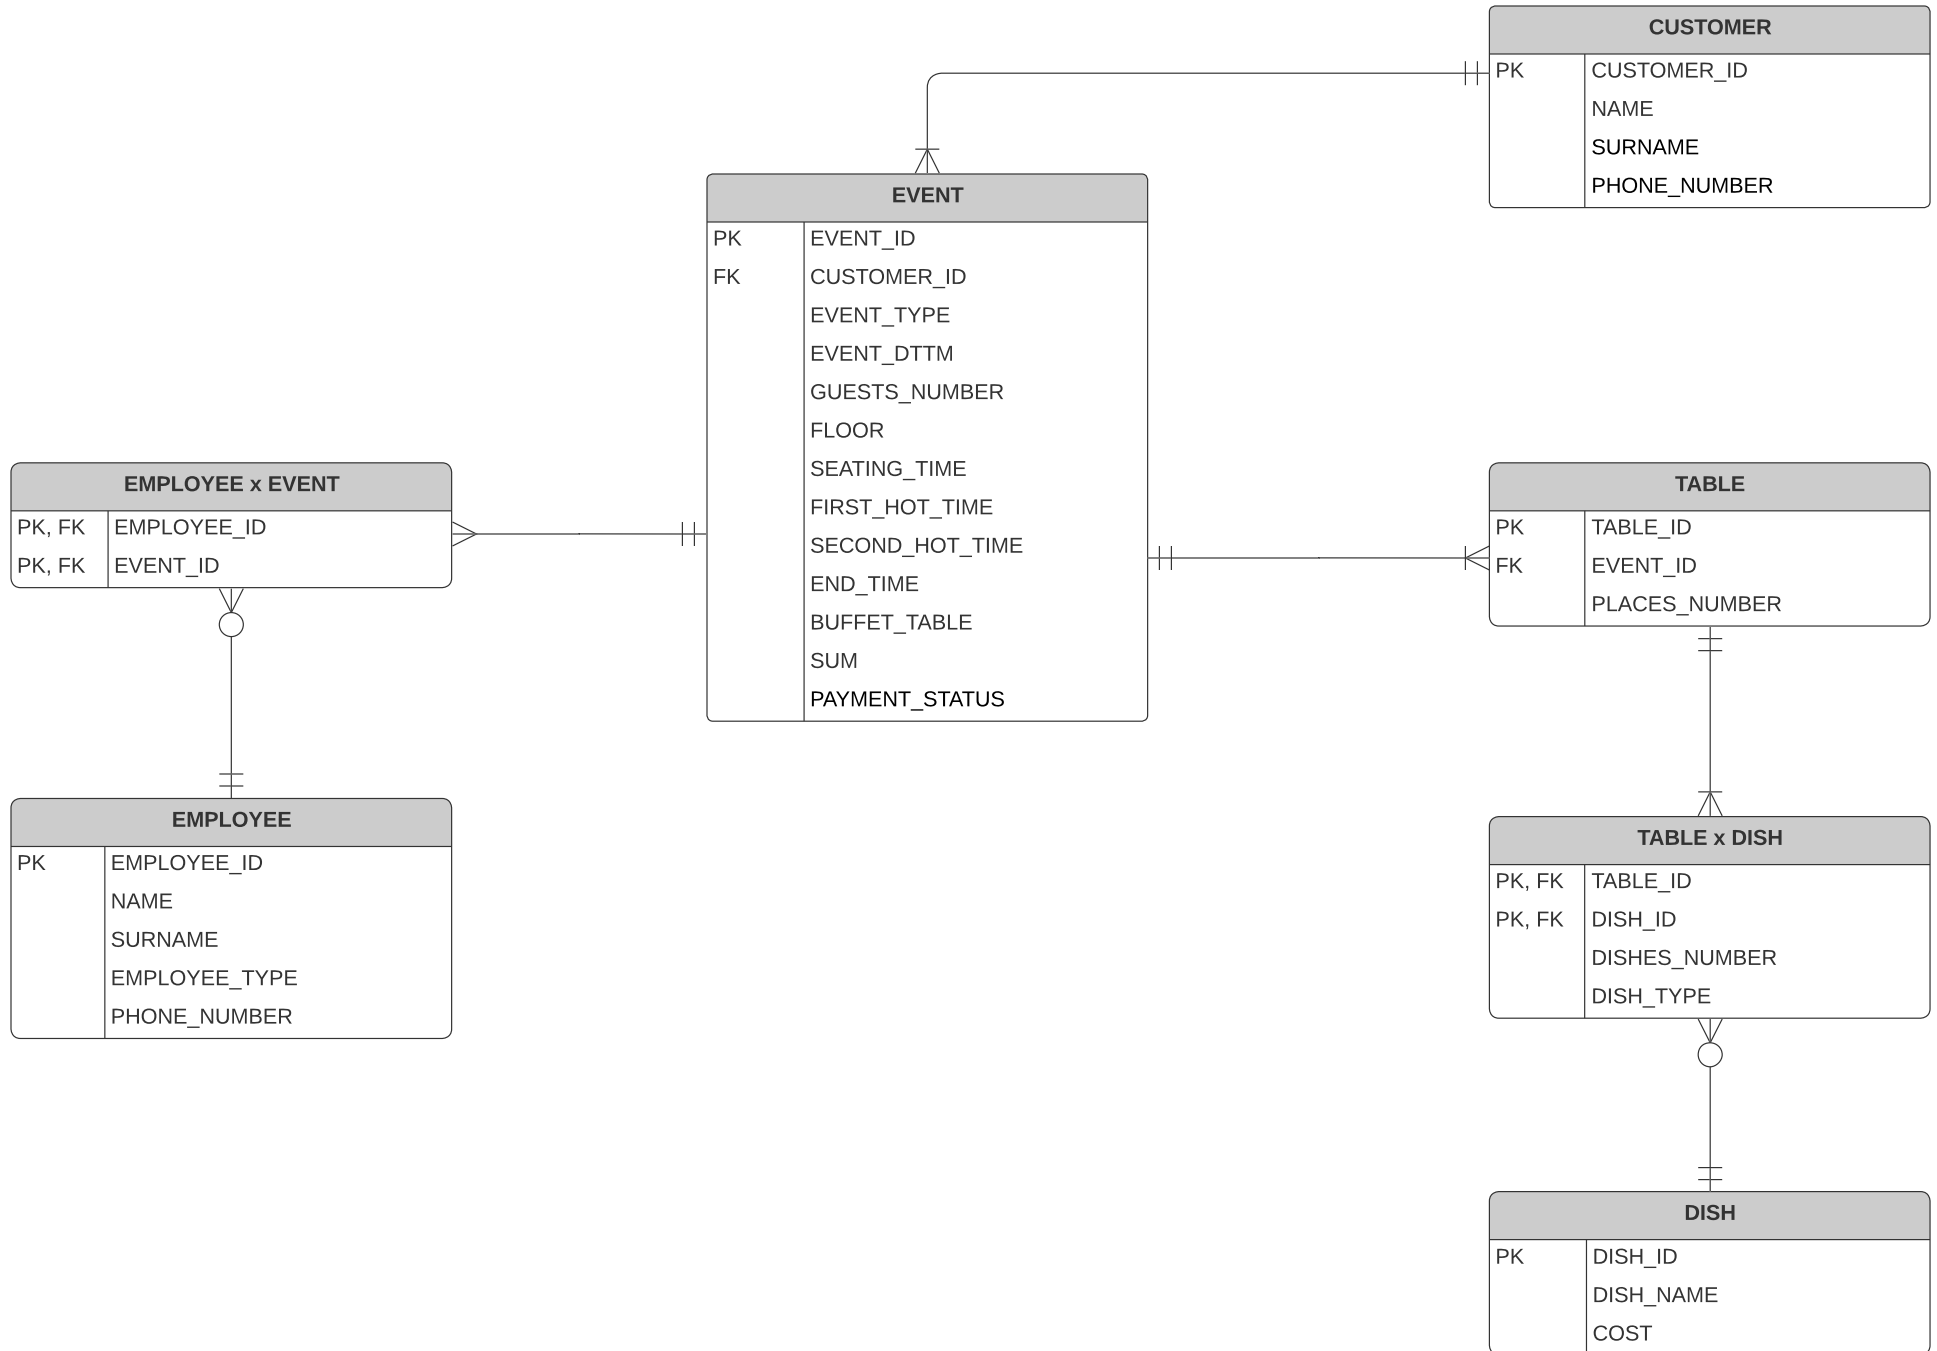 CUSTOMER
PK CUSTOMER_ID
NAME
SURNAME
PHONE_NUMBER
EVENT
PK EVENT_ID
FK CUSTOMER_ID
EVENT_TYPE
EVENT_DTTM
GUESTS_NUMBER
FLOOR
SEATING_TIME
FIRST_HOT_TIME
SECOND_HOT_TIME
END_TIME
BUFFET_TABLE
SUM
PAYMENT_STATUS
EMPLOYEE x EVENT
PK, FK EMPLOYEE_ID
PK, FK EVENT_ID
TABLE
PK TABLE_ID
FK EVENT_ID
PLACES_NUMBER
EMPLOYEE
PK EMPLOYEE_ID
NAME
SURNAME
EMPLOYEE_TYPE
PHONE_NUMBER
TABLE x DISH
PK, FK TABLE_ID
PK, FK DISH_ID
DISHES_NUMBER
DISH_TYPE
DISH
PK DISH_ID
DISH_NAME
COST